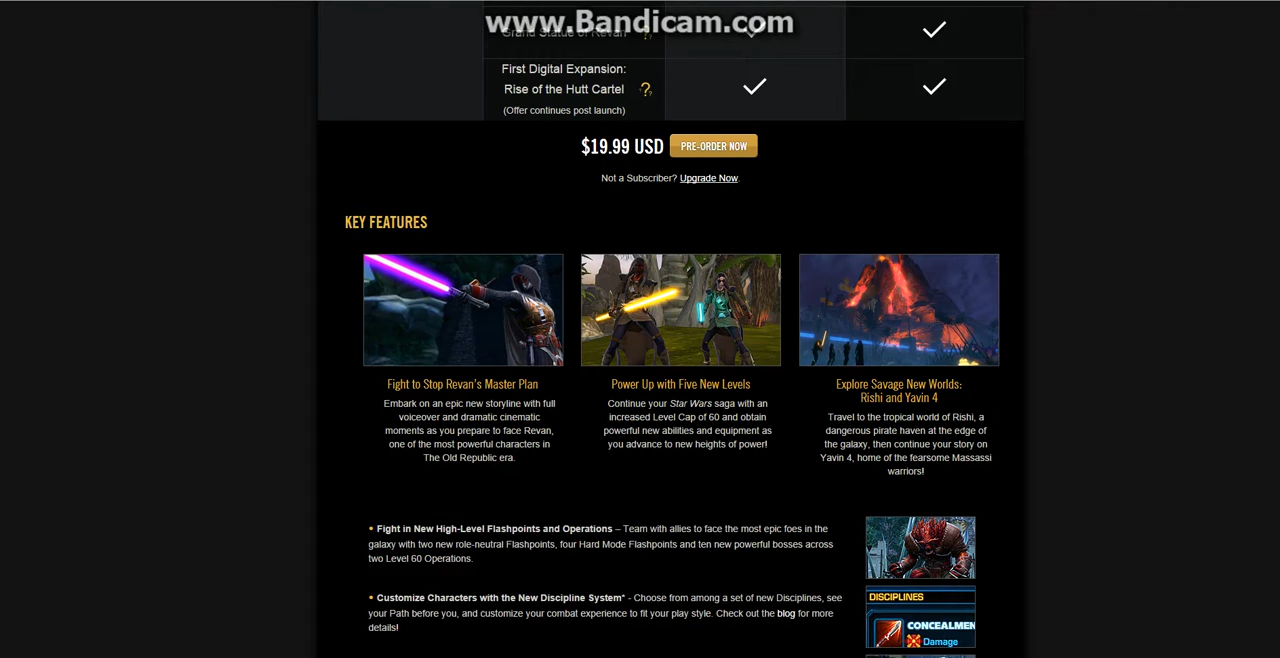 www.Bandicam.com
Grand Statue of Revan ?
First Digital Expansion:
Rise of the Hutt Cartel ?
(Offer continues post launch)
$19.99 USD PRE-ORDER NOW
Not a Subscriber? Upgrade Now.
KEY FEATURES
Fight to Stop Revan's Master Plan
Embark on an epic new storyline with full
voiceover and dramatic cinematic
moments as you prepare to face Revan,
one of the most powerful characters in
The Old Republic era.
Power Up with Five New Levels
Continue your Star Wars saga with an
increased Level Cap of 60 and obtain
powerful new abilities and equipment as
you advance to new heights of power!
Explore Savage New Worlds:
Rishi and Yavin 4
Travel to the tropical world of Rishi, a
dangerous pirate haven at the edge of
the galaxy, then continue your story on
Yavin 4, home of the fearsome Massassi
warriors!
Fight in New High-Level Flashpoints and Operations – Team with allies to face the most epic foes in the
galaxy with two new role-neutral Flashpoints, four Hard Mode Flashpoints and ten new powerful bosses across
two Level 60 Operations.
Customize Characters with the New Discipline System* - Choose from among a set of new Disciplines, see
your Path before you, and customize your combat experience to fit your play style. Check out the blog for more
details!
DISCIPLINES
CONCEALMEN
Damage